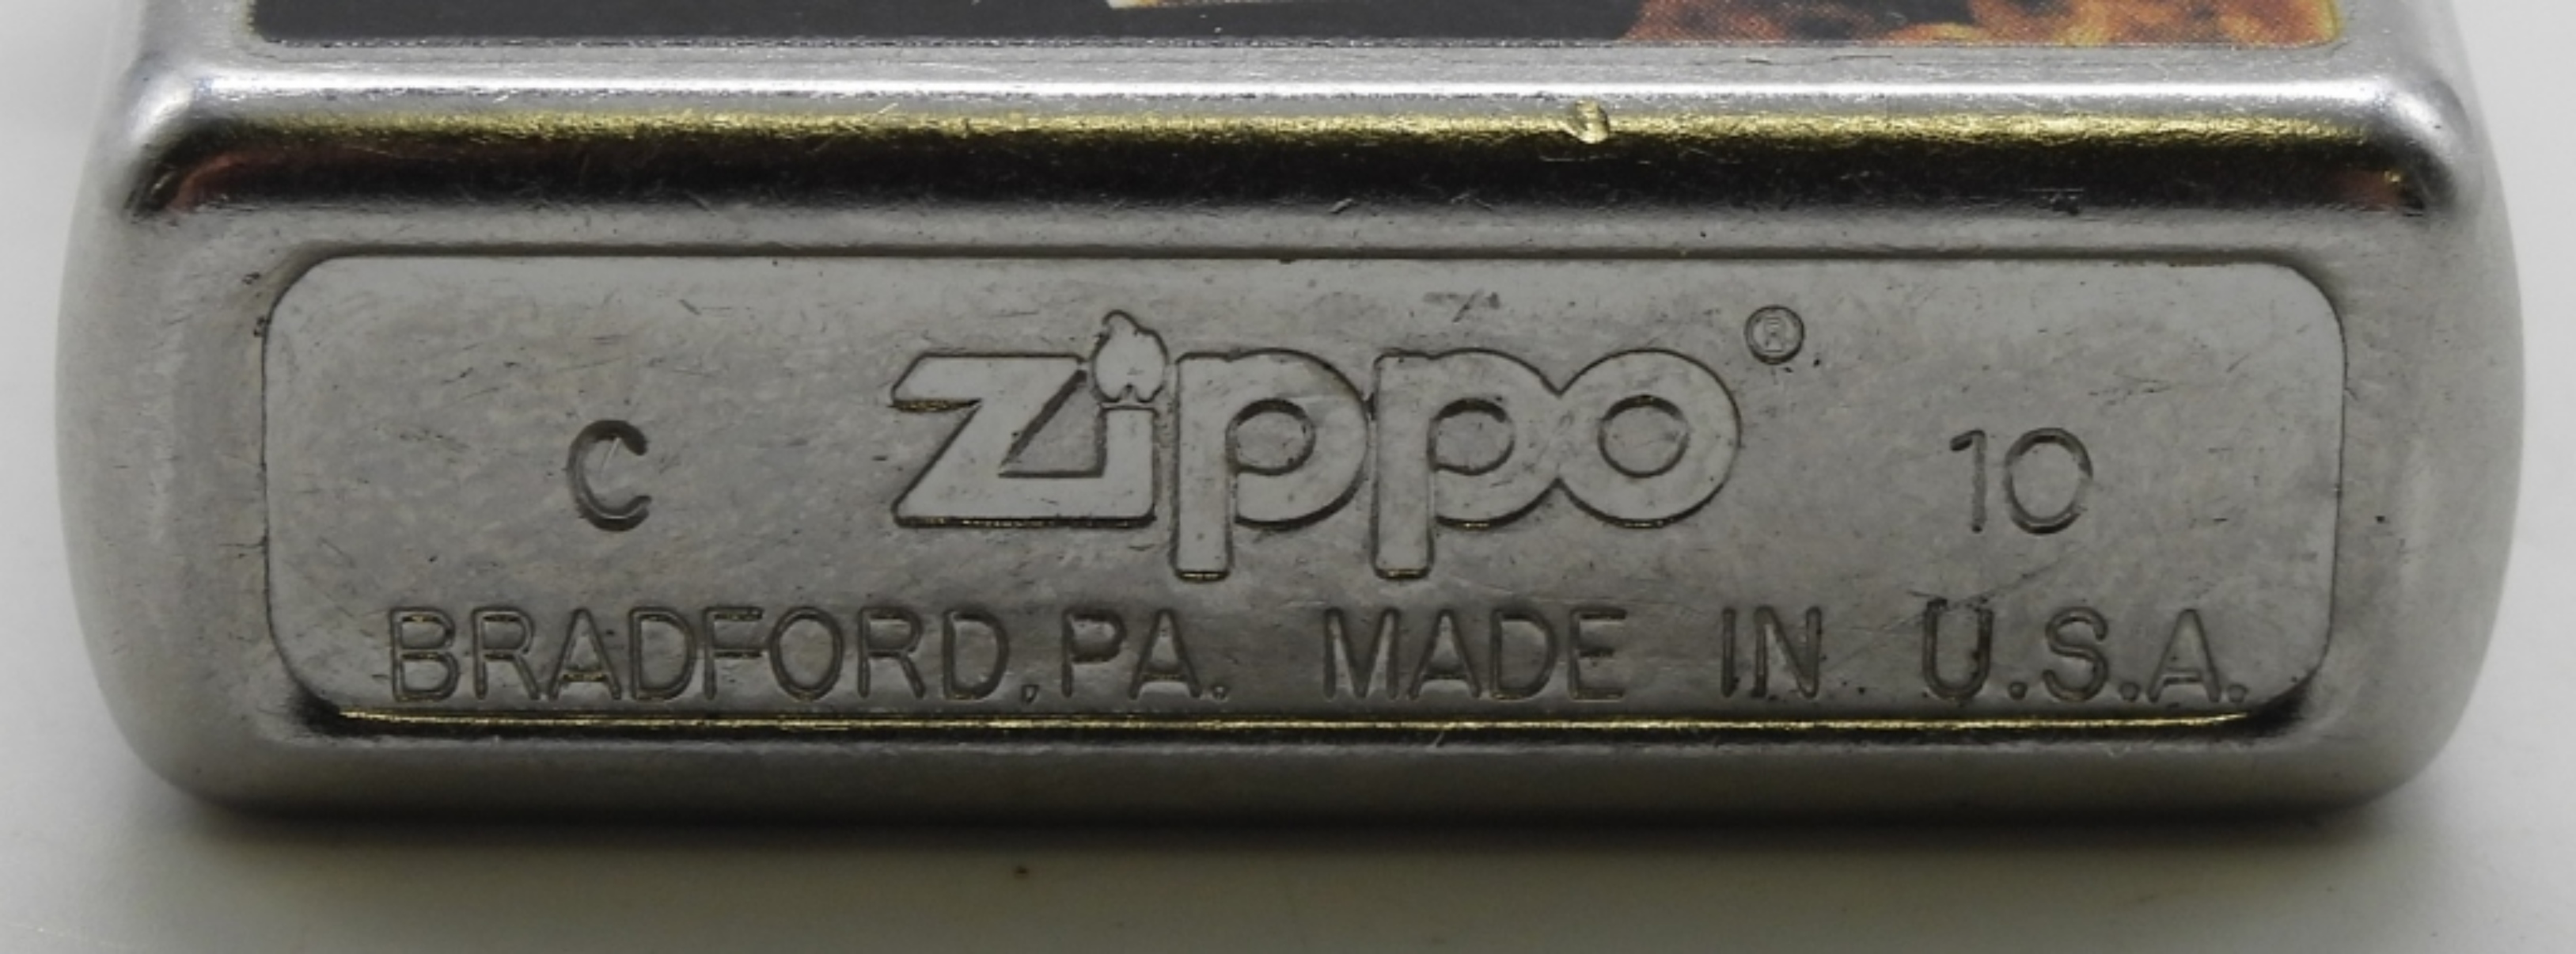 C zippo® 10
BRADFORD, PA. MADE IN U.S.A.